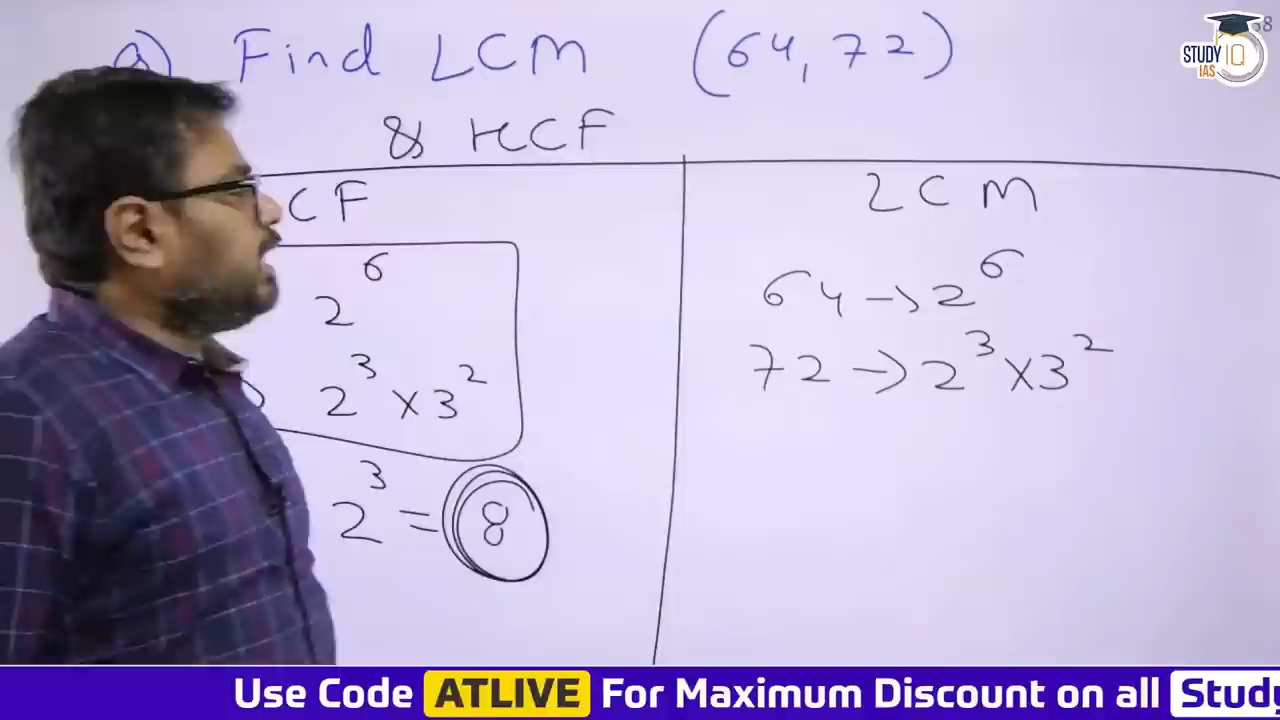 Q) Find LCM (64, 72)
& HCF
CF
2^6
2^3 × 3^2
2^3 = 8
LCM
64 → 2^6
72 → 2^3 × 3^2
STUDY IQ
IAS
Use Code ATLIVE For Maximum Discount on all Study